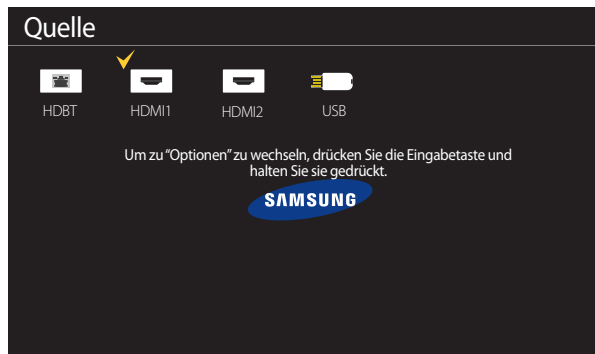 Quelle
HDBT HDMI1 HDMI2 USB
Um zu "Optionen" zu wechseln, drücken Sie die Eingabetaste und
halten Sie sie gedrückt.
SAMSUNG